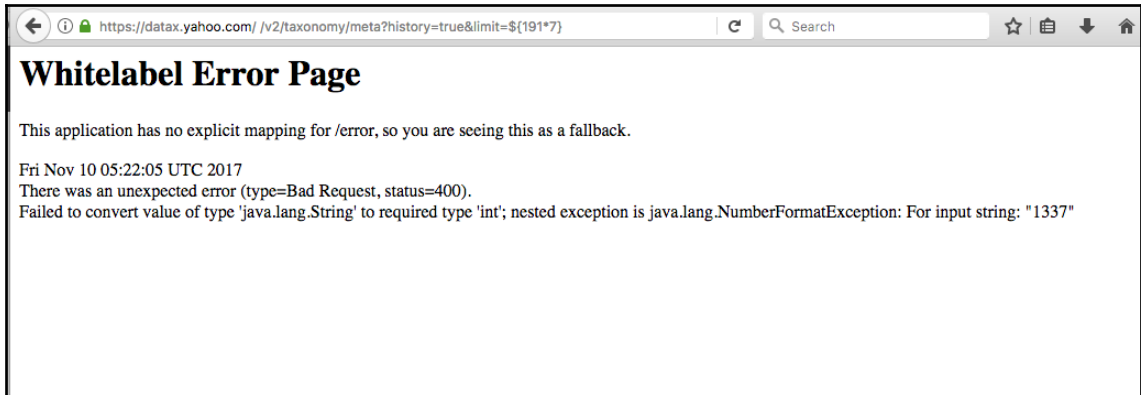 https://datax.yahoo.com/ /v2/taxonomy/meta?history=true&limit=${191*7}
Search
Whitelabel Error Page
This application has no explicit mapping for /error, so you are seeing this as a fallback.
Fri Nov 10 05:22:05 UTC 2017
There was an unexpected error (type=Bad Request, status=400).
Failed to convert value of type 'java.lang.String' to required type 'int'; nested exception is java.lang.NumberFormatException: For input string: "1337"